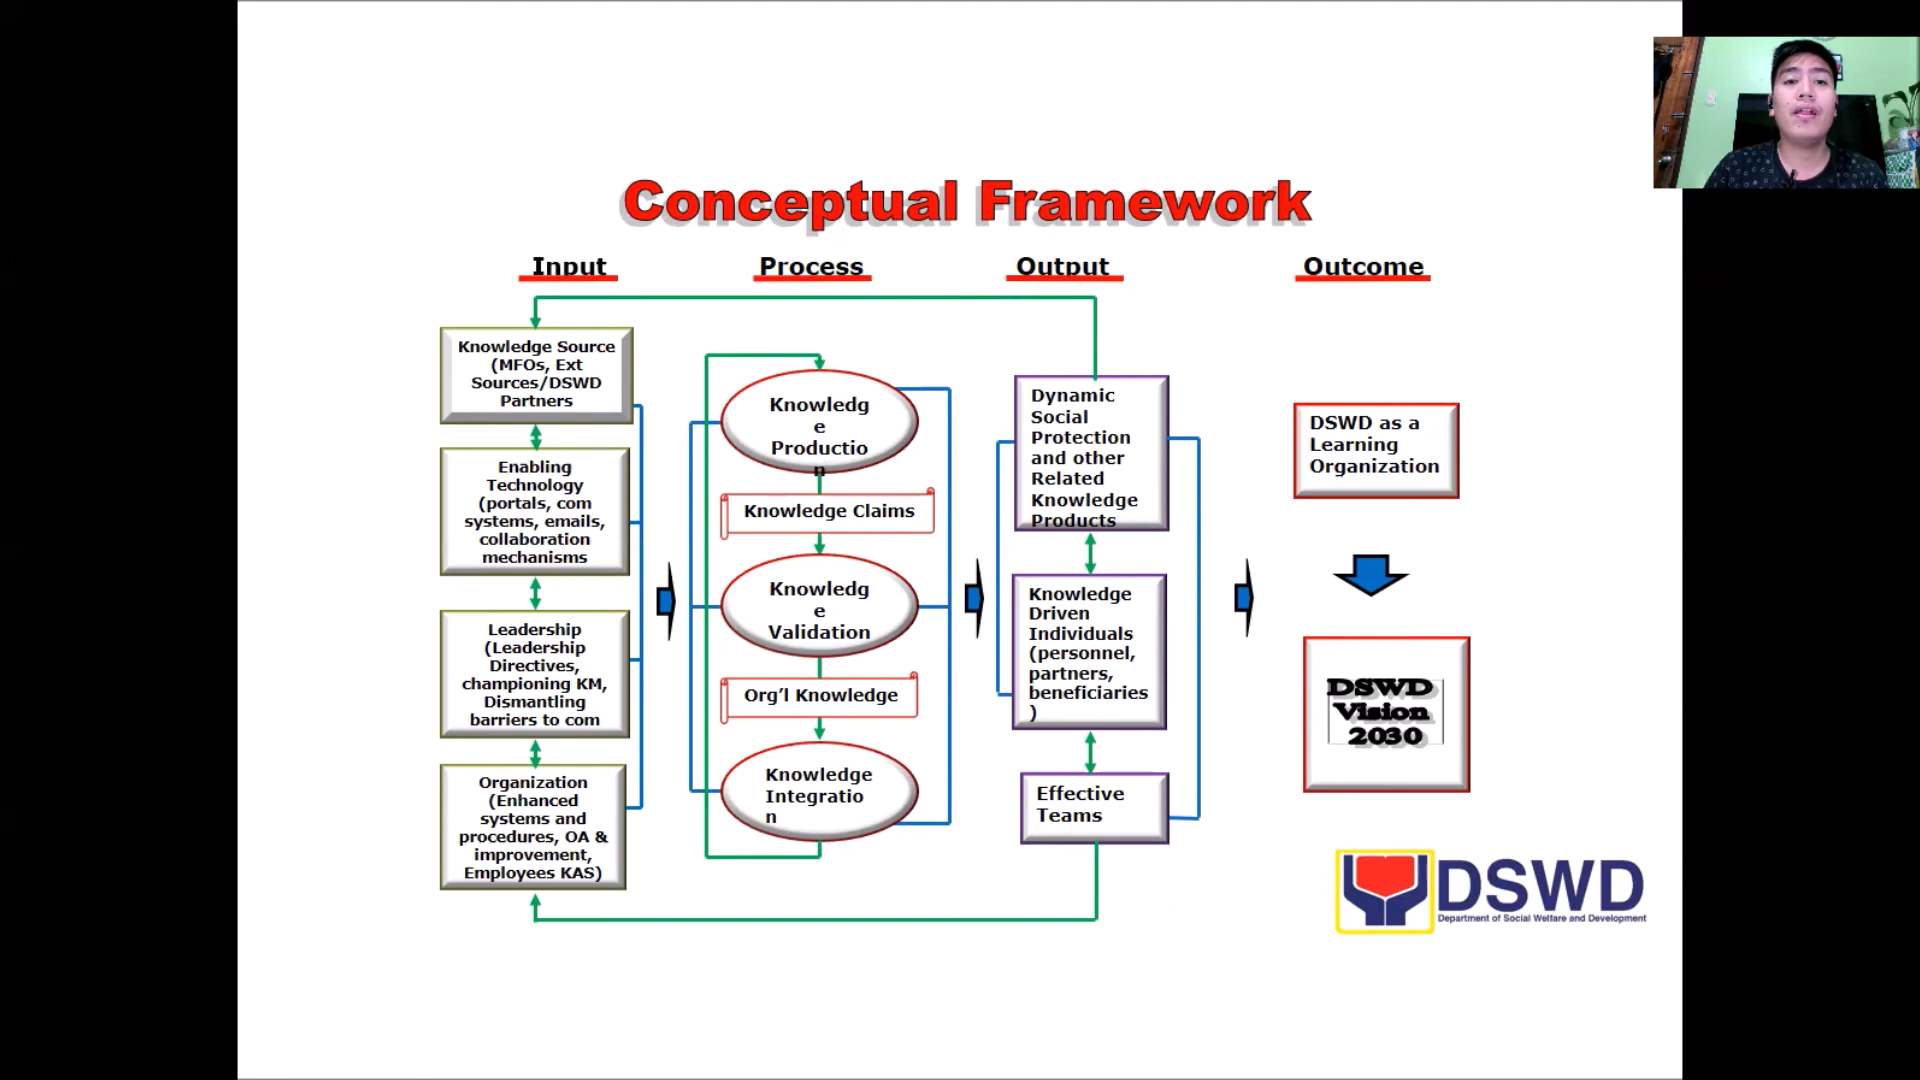 Conceptual Framework
Input
Process
Output
Outcome
Knowledge Source
(MFOs, Ext
Sources/DSWD
Partners
Enabling
Technology
(portals, com
systems, emails,
collaboration
mechanisms
Leadership
(Leadership
Directives,
championing KM,
Dismantling
barriers to com
Organization
(Enhanced
systems and
procedures, OA &
improvement,
Employees KAS)
Knowledg
e
Productio
n
Knowledge Claims
Knowledg
e
Validation
Org’l Knowledge
Knowledge
Integratio
n
Dynamic
Social
Protection
and other
Related
Knowledge
Products
Knowledge
Driven
Individuals
(personnel,
partners,
beneficiaries
)
Effective
Teams
DSWD as a
Learning
Organization
DSWD
Vision
2030
DSWD
Department of Social Welfare and Development